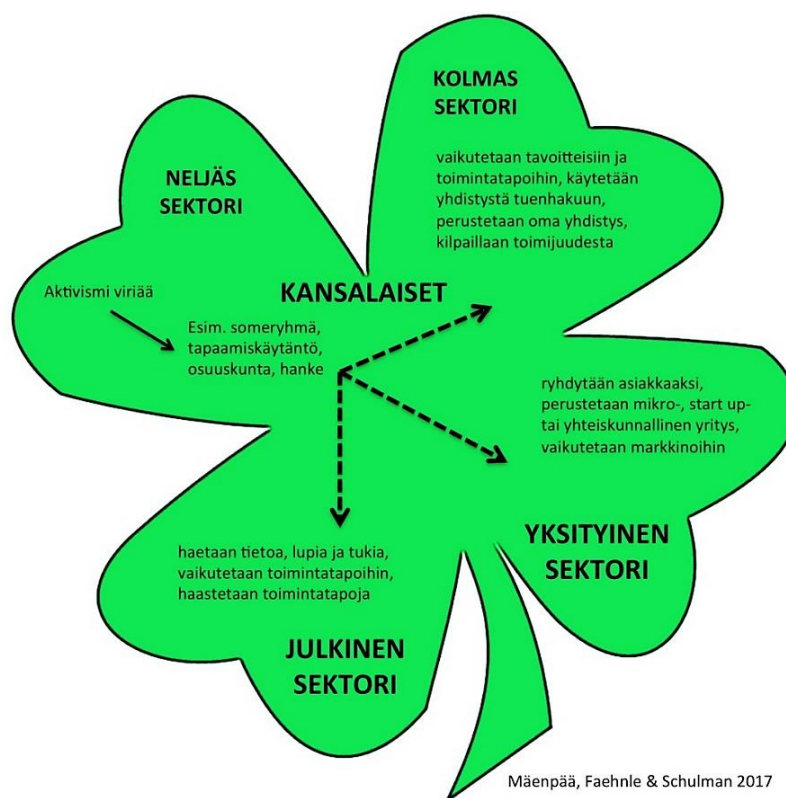 KOLMAS
SEKTORI
vaikutetaan tavoitteisiin ja
toimintatapoihin, käytetään
yhdistystä tuenhakuun,
perustetaan oma yhdistys,
kilpaillaan toimijuudesta
NELJÄS
SEKTORI
Aktivismi viriää
KANSALAISET
Esim. someryhmä,
tapaamiskäytäntö,
osuuskunta, hanke
ryhdytään asiakkaaksi,
perustetaan mikro-, start up-
tai yhteiskunnallinen yritys,
vaikutetaan markkinoihin
YKSITYINEN
SEKTORI
haetaan tietoa, lupia ja tukia,
vaikutetaan toimintatapoihin,
haastetaan toimintatapoja
JULKINEN
SEKTORI
Mäenpää, Faehnle & Schulman 2017